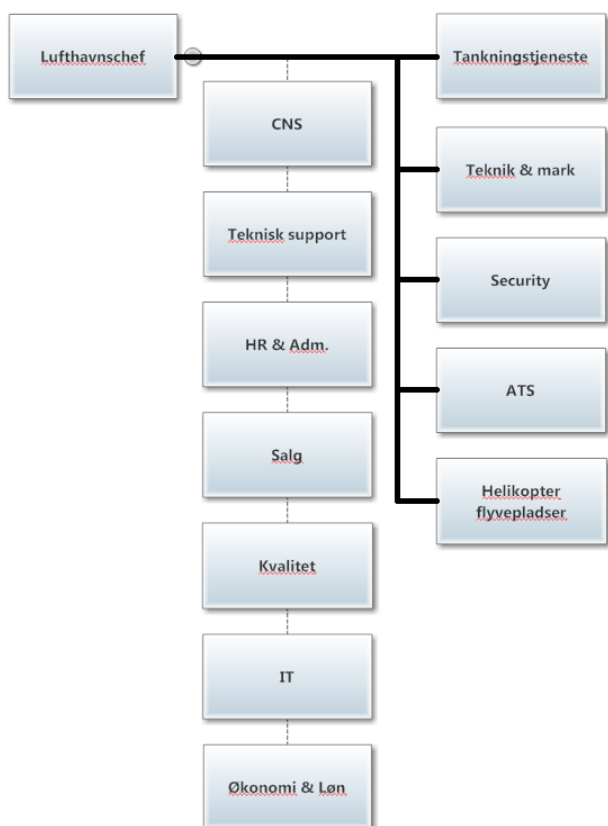 Lufthavnschef
Tankningstjeneste
CNS
Teknik & mark
Teknisk support
Security
HR & Adm.
ATS
Salg
Helikopter
flyvepladser
Kvalitet
IT
Økonomi & Løn